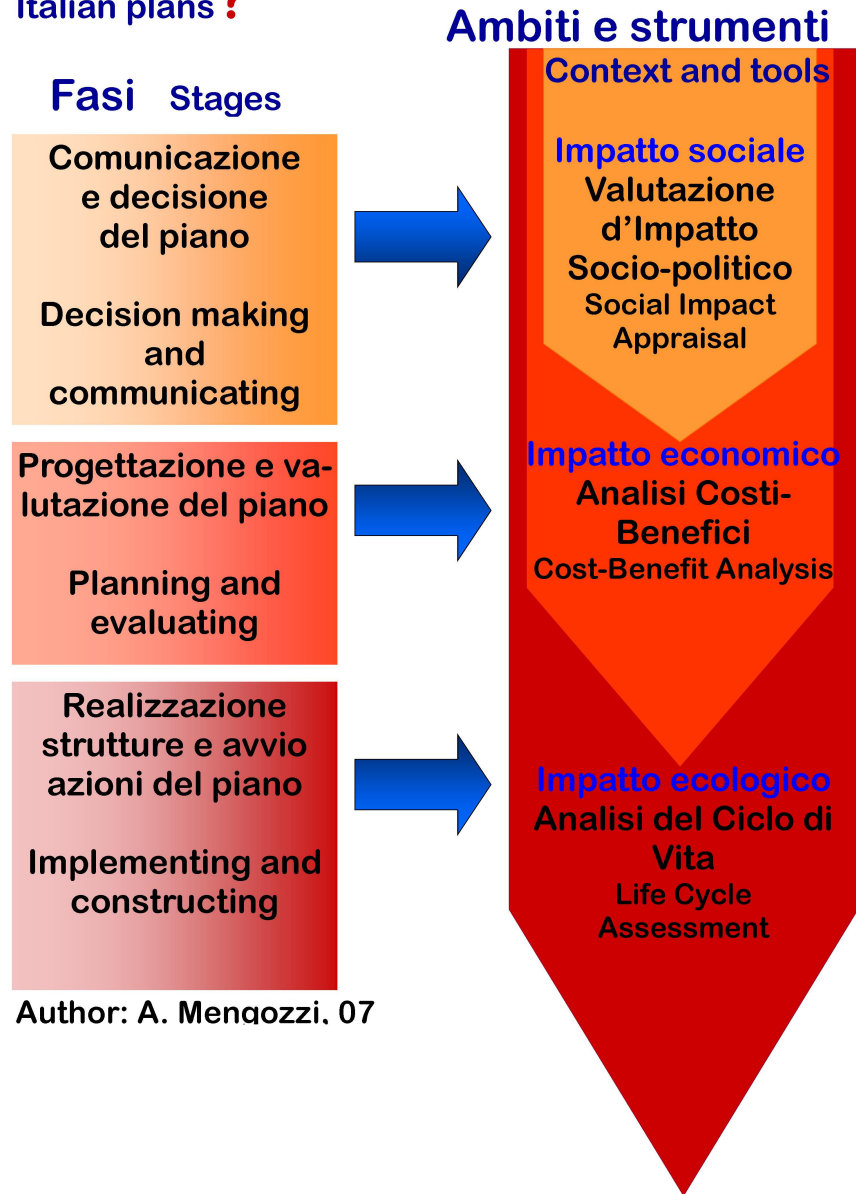 Italian plans ?
Ambiti e strumenti
Context and tools
Fasi Stages
Comunicazione
e decisione
del piano
Decision making
and
communicating
Impatto sociale
Valutazione
d’Impatto
Socio-politico
Social Impact
Appraisal
Progettazione e va-
lutazione del piano
Planning and
evaluating
Impatto economico
Analisi Costi-
Benefici
Cost-Benefit Analysis
Realizzazione
strutture e avvio
azioni del piano
Implementing and
constructing
Impatto ecologico
Analisi del Ciclo di
Vita
Life Cycle
Assessment
Author: A. Mengozzi, 07